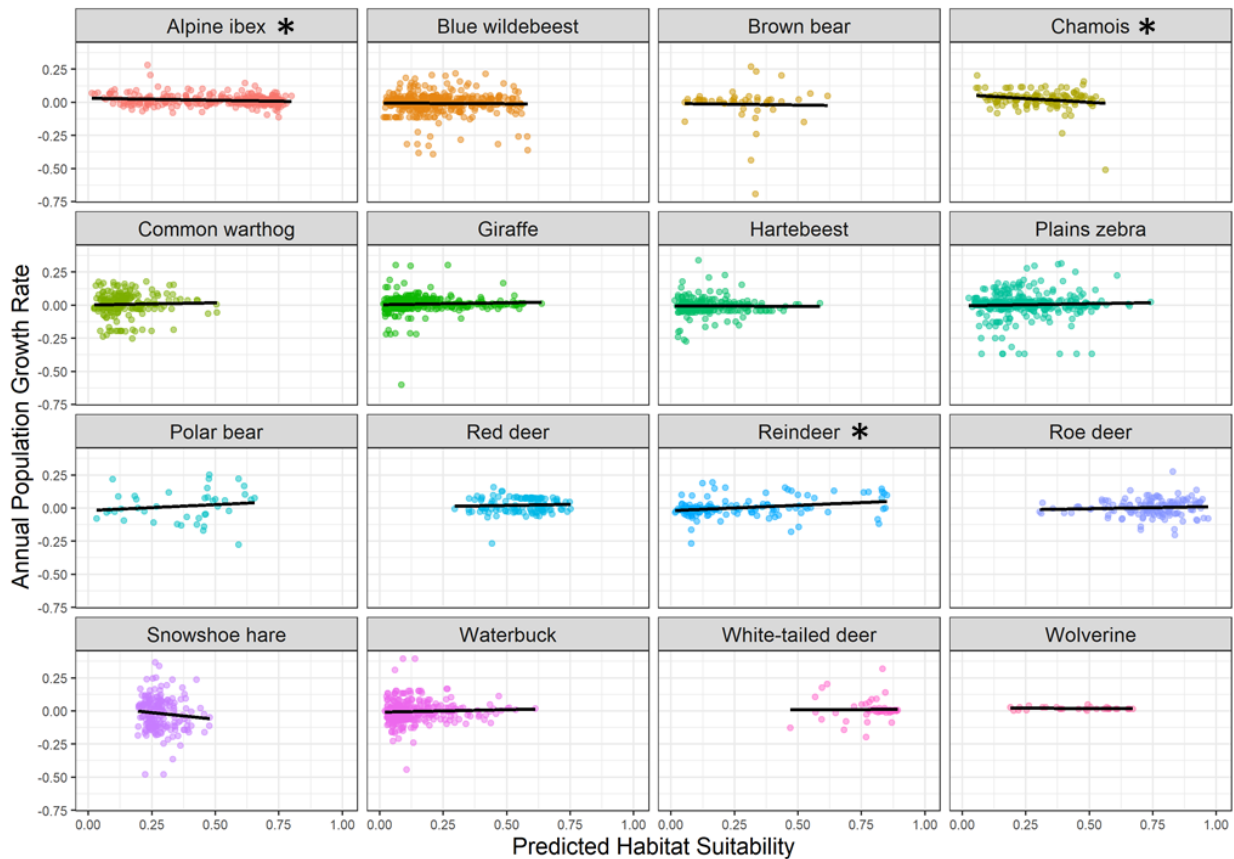 Alpine ibex * Blue wildebeest Brown bear Chamois *
0.25
0.00
-0.25
-0.50
-0.75
Common warthog Giraffe Hartebeest Plains zebra
0.25
0.00
-0.25
-0.50
-0.75
Annual Population Growth Rate
Polar bear Red deer Reindeer * Roe deer
0.25
0.00
-0.25
-0.50
-0.75
Snowshoe hare Waterbuck White-tailed deer Wolverine
0.25
0.00
-0.25
-0.50
-0.75
0.00 0.25 0.50 0.75 1.00 0.00 0.25 0.50 0.75 1.00 0.00 0.25 0.50 0.75 1.00 0.00 0.25 0.50 0.75 1.00
Predicted Habitat Suitability